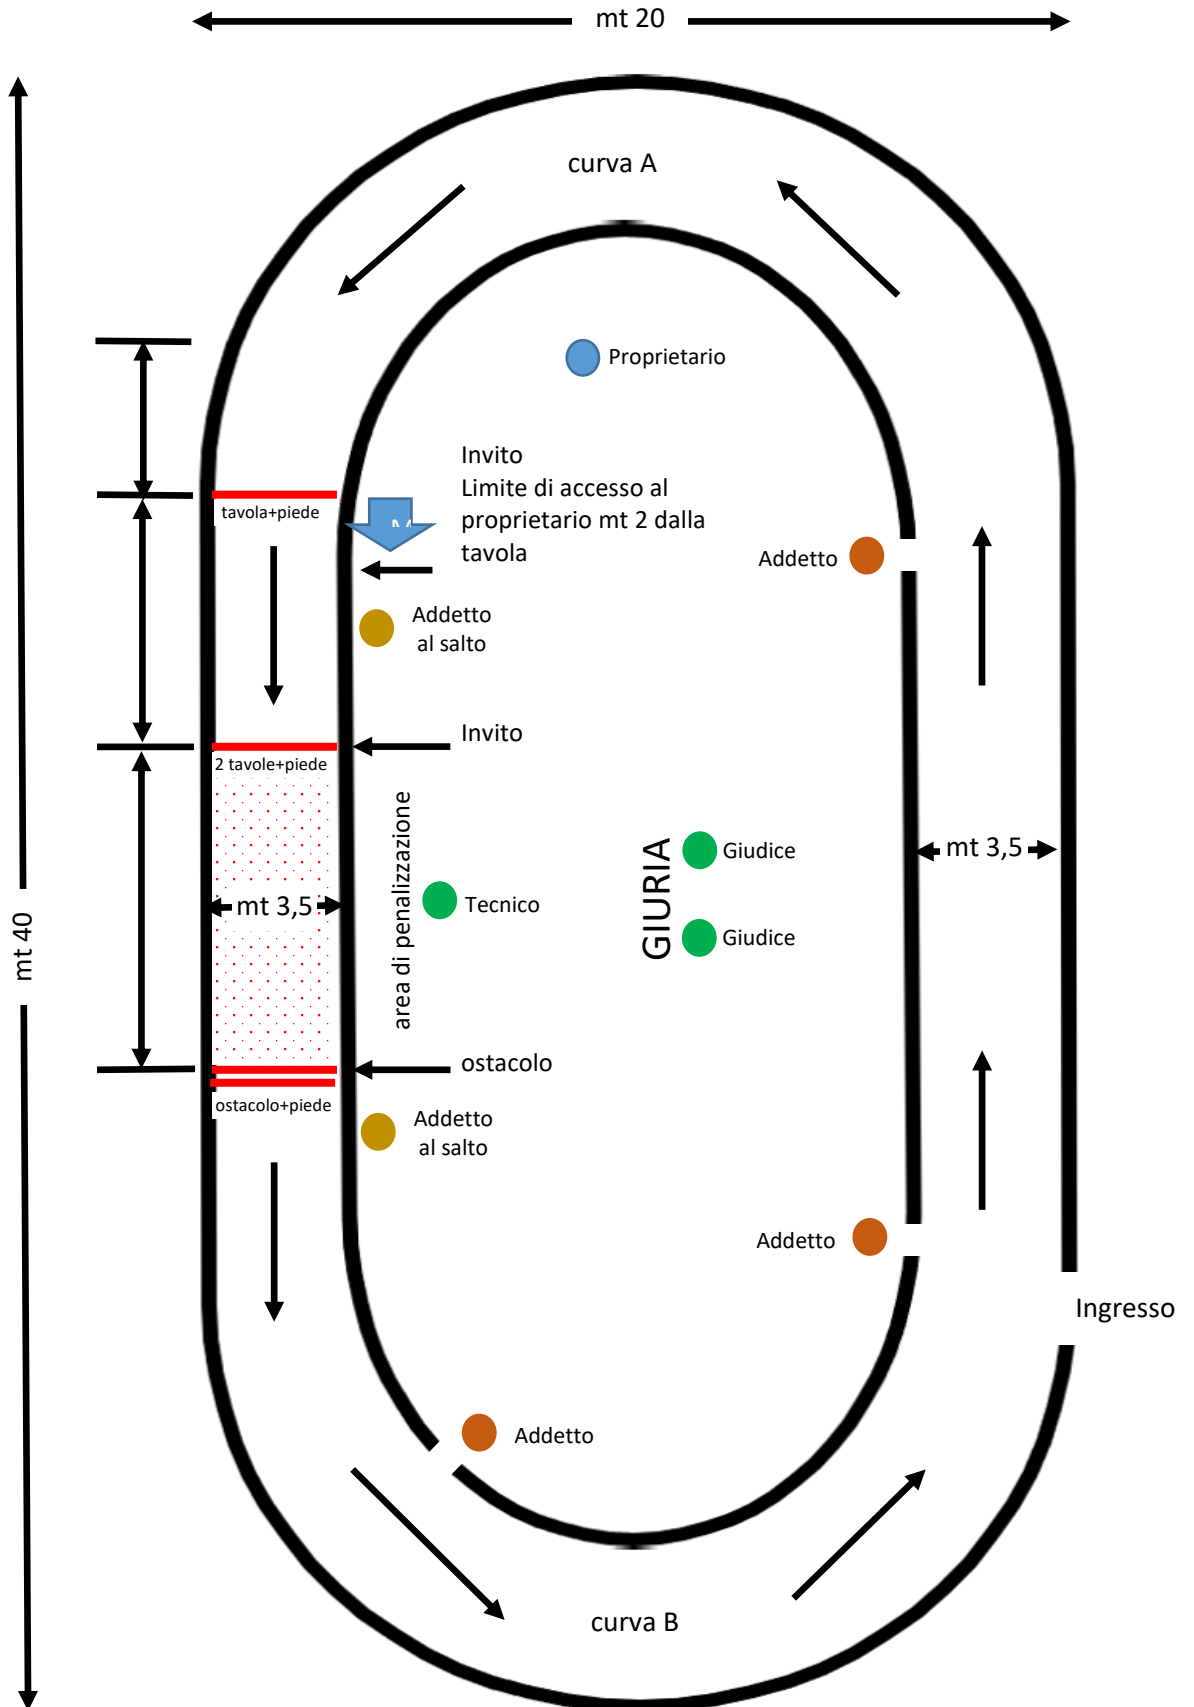 mt 20
curva A
Proprietario
Invito
Limite di accesso al
proprietario mt 2 dalla
tavola
tavola+piede
Addetto
Addetto
al salto
Invito
2 tavole+piede
area di penalizzazione
GIURIA
Giudice
mt 3,5
mt 3,5
Tecnico
Giudice
mt 40
ostacolo
ostacolo+piede
Addetto
al salto
Addetto
Ingresso
Addetto
curva B